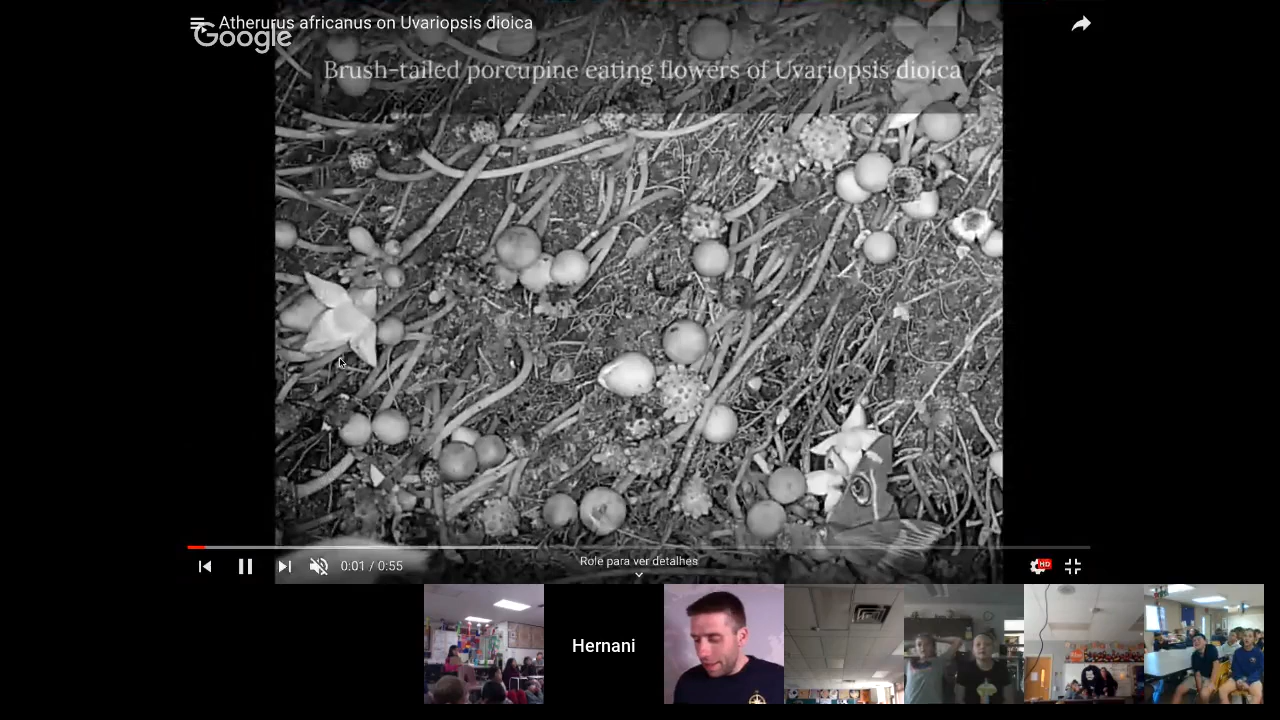 Atherurus africanus on Uvariopsis dioica
Google
Brush-tailed porcupine eating flowers of Uvariopsis dioica
0:01 / 0:55
Role para ver detalhes
HD
Hernani